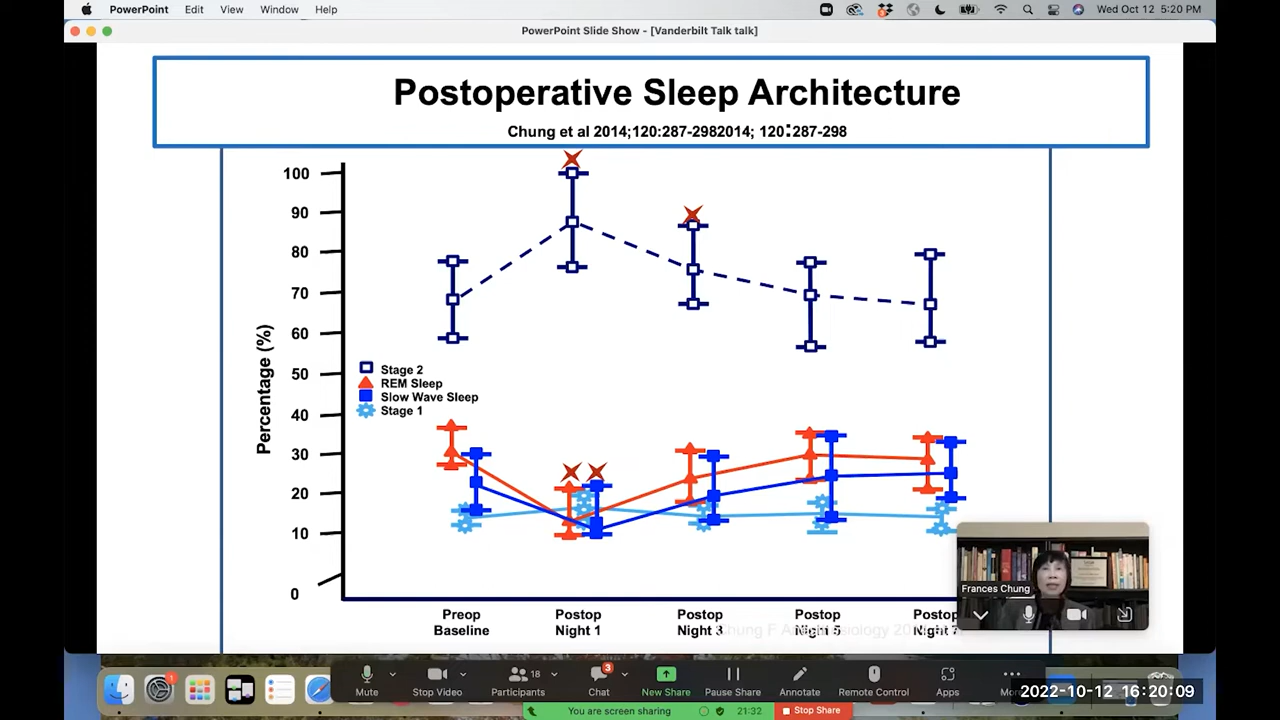 PowerPoint Edit View Window Help Wed Oct 12 5:20 PM
PowerPoint Slide Show - [Vanderbilt Talk talk]
Postoperative Sleep Architecture
Chung et al 2014;120:287-2982014; 120:287-298
100
90
80
70
60
50
40
30
20
10
0
Percentage (%)
Stage 2
REM Sleep
Slow Wave Sleep
Stage 1
Preop
Baseline
Postop
Night 1
Postop
Night 3
Postop
Night 5
Postop
Night 7
Frances Chung
Mute
Stop Video
18
Participants
3
Chat
New Share
Pause Share
Annotate
Remote Control
Apps
2022-10-12 16:20:09
1
You are screen sharing
21:32
Stop Share